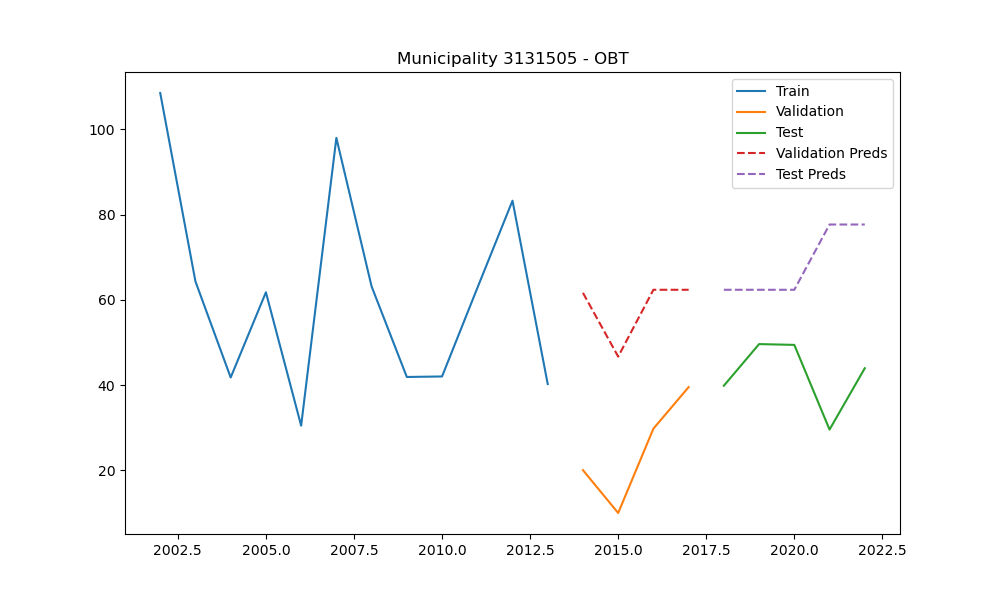 Municipality 3131505 - OBT
Train
Validation
Test
Validation Preds
Test Preds
100
80
60
40
20
2002.5 2005.0 2007.5 2010.0 2012.5 2015.0 2017.5 2020.0 2022.5